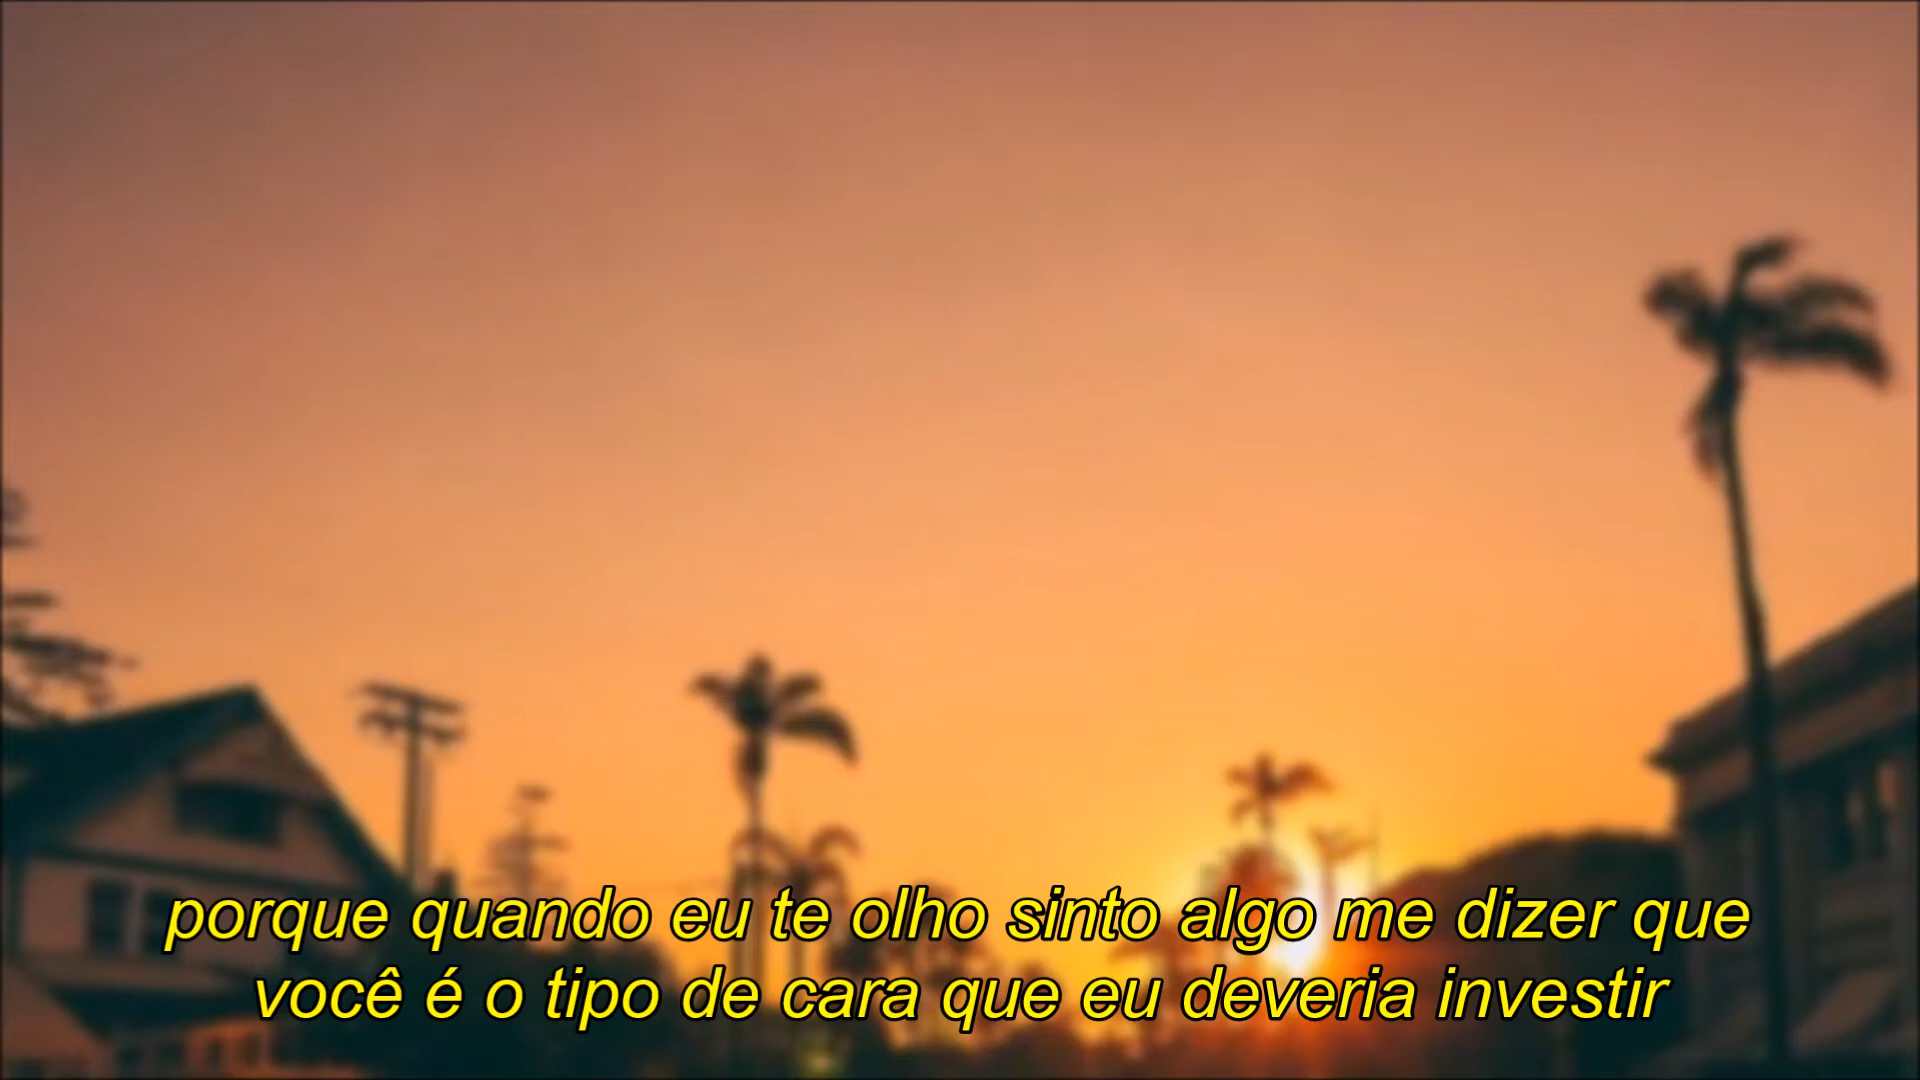 porque quando eu te olho sinto algo me dizer que
você é o tipo de cara que eu deveria investir